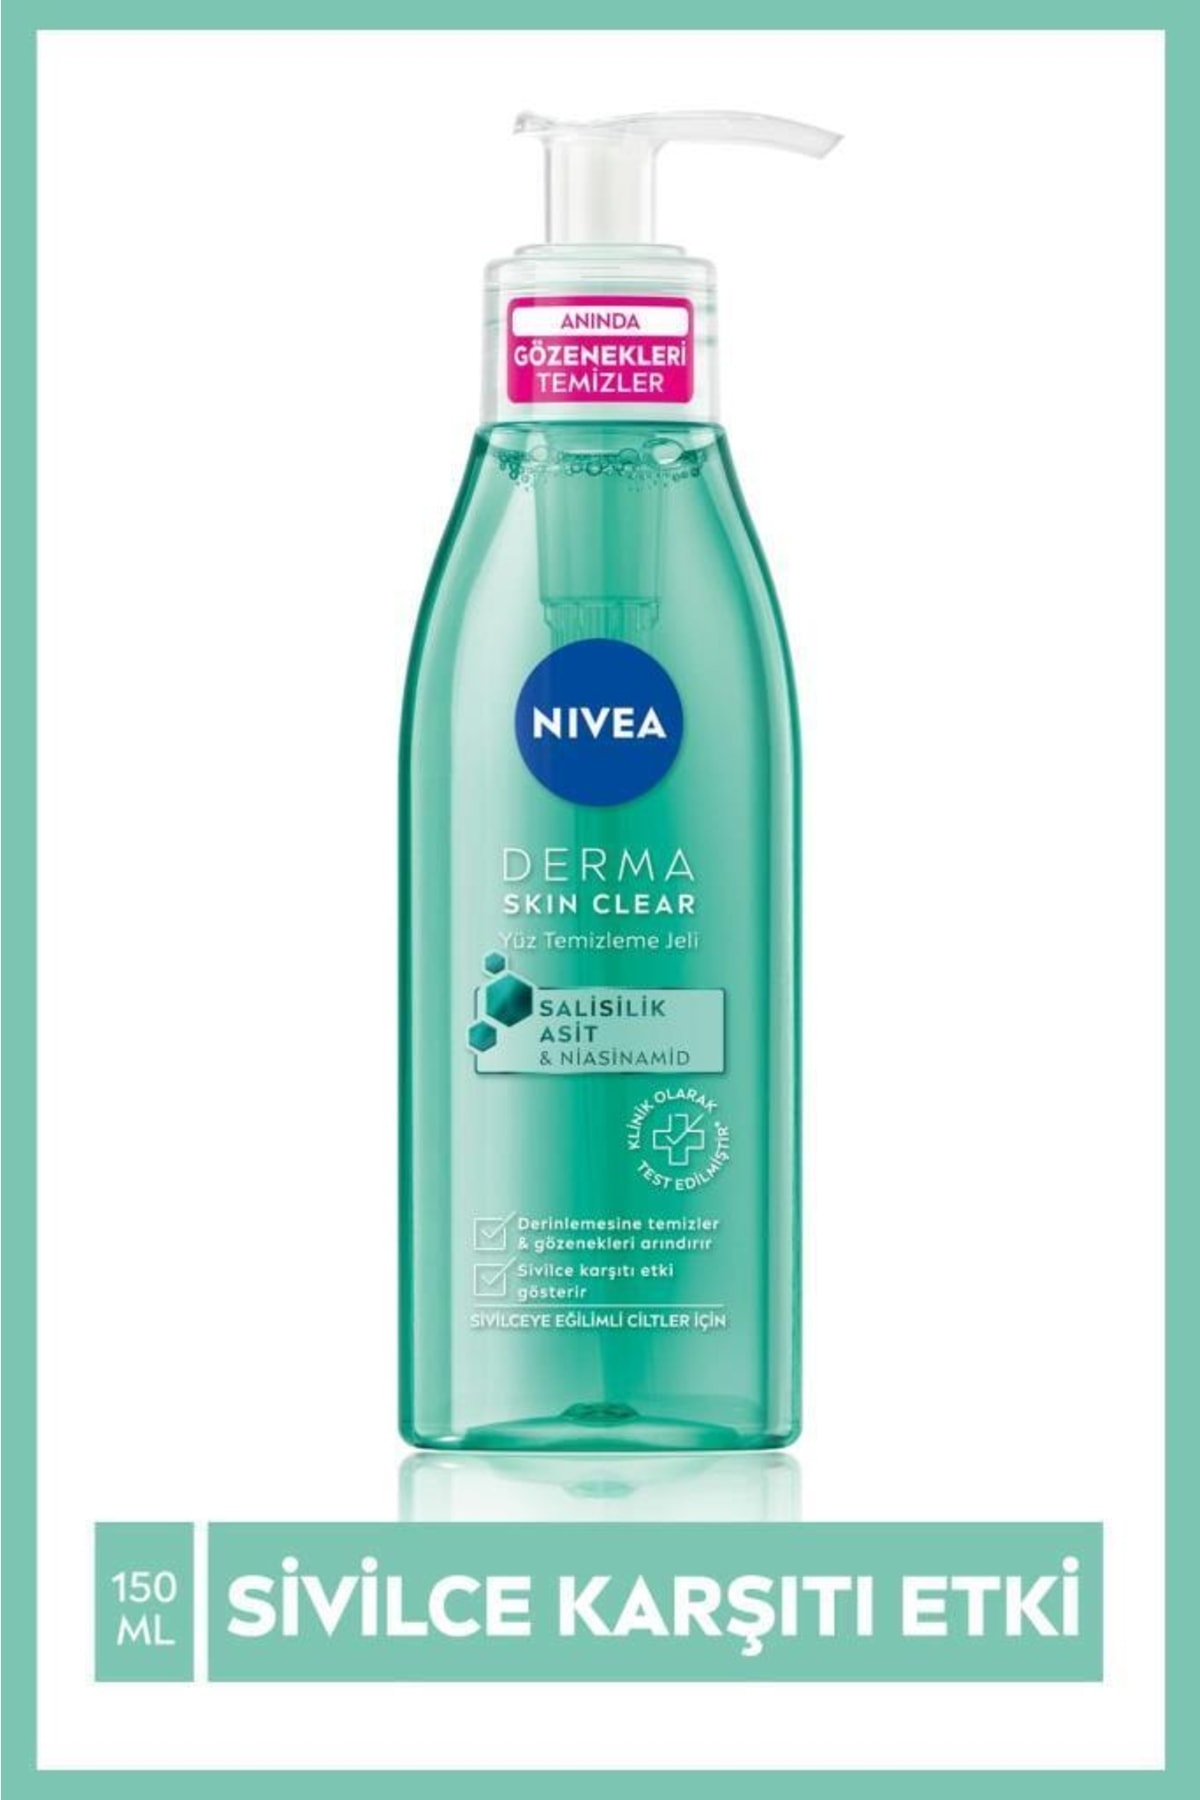 ANINDA
GÖZENEKLERİ
TEMİZLER
NIVEA
DERMA
SKIN CLEAR
Yüz Temizleme Jeli
SALİSİLİK
ASİT
& NİASİNAMİD
KLİNİK OLARAK
TEST EDİLMİŞTİR*
Derinlemesine temizler
& gözenekleri arındırır
Sivilce karşıtı etki
gösterir
SİVİLCEYE EĞİLİMLİ CİLTLER İÇİN
150
ML
SİVİLCE KARŞITI ETKİ